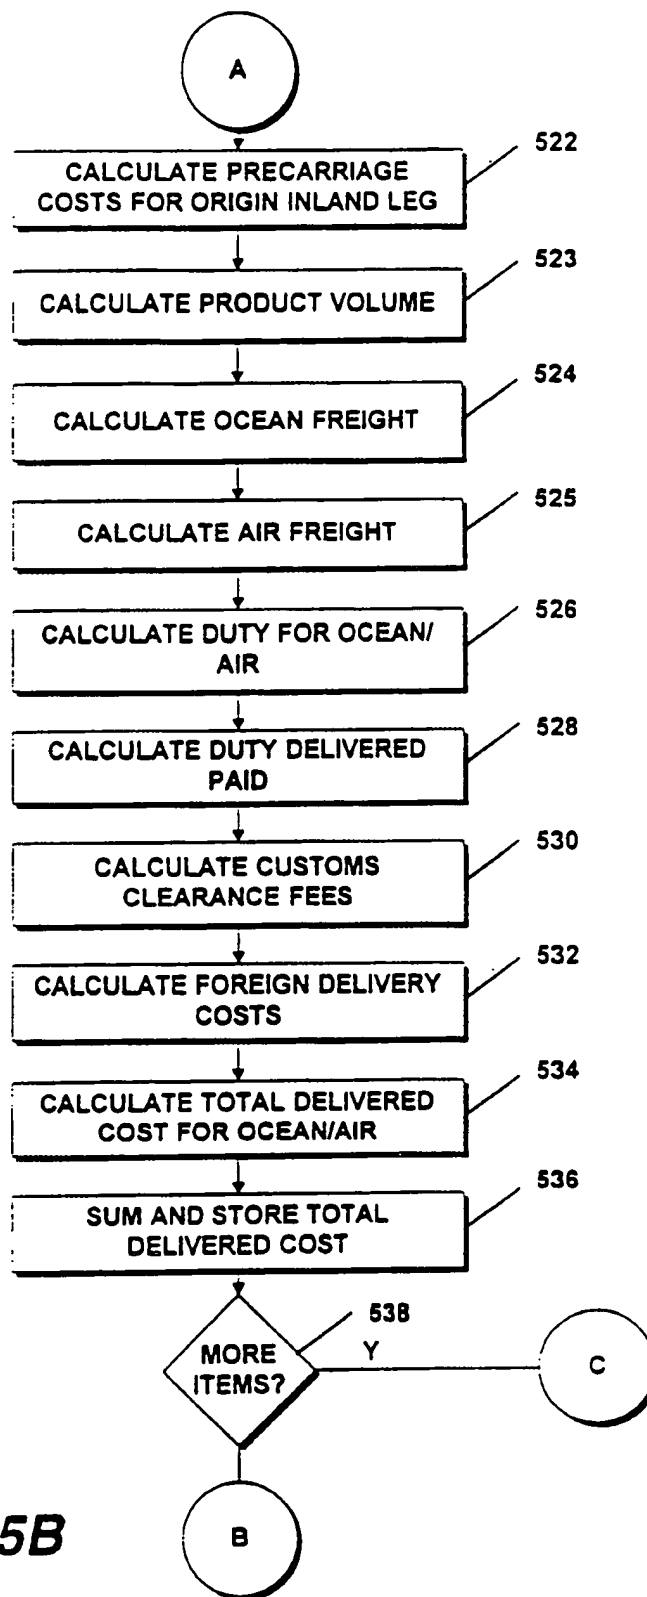 A
522
CALCULATE PRECARRIAGE
COSTS FOR ORIGIN INLAND LEG
523
CALCULATE PRODUCT VOLUME
524
CALCULATE OCEAN FREIGHT
525
CALCULATE AIR FREIGHT
526
CALCULATE DUTY FOR OCEAN/
AIR
528
CALCULATE DUTY DELIVERED
PAID
530
CALCULATE CUSTOMS
CLEARANCE FEES
532
CALCULATE FOREIGN DELIVERY
COSTS
534
CALCULATE TOTAL DELIVERED
COST FOR OCEAN/AIR
536
SUM AND STORE TOTAL
DELIVERED COST
538
MORE
ITEMS?
Y
C
B
5B